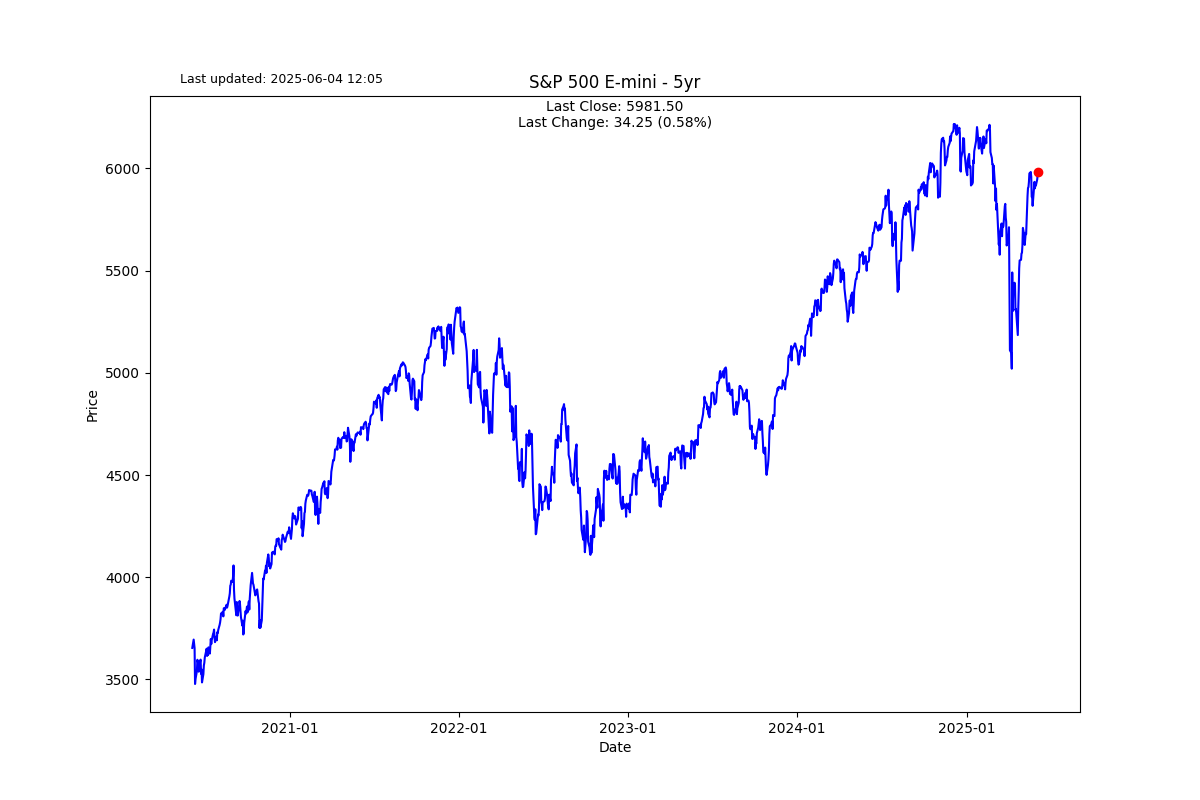 Last updated: 2025-06-04 12:05
S&P 500 E-mini - 5yr
Last Close: 5981.50
Last Change: 34.25 (0.58%)
6000
5500
5000
4500
4000
3500
Price
2021-01
2022-01
2023-01
2024-01
2025-01
Date